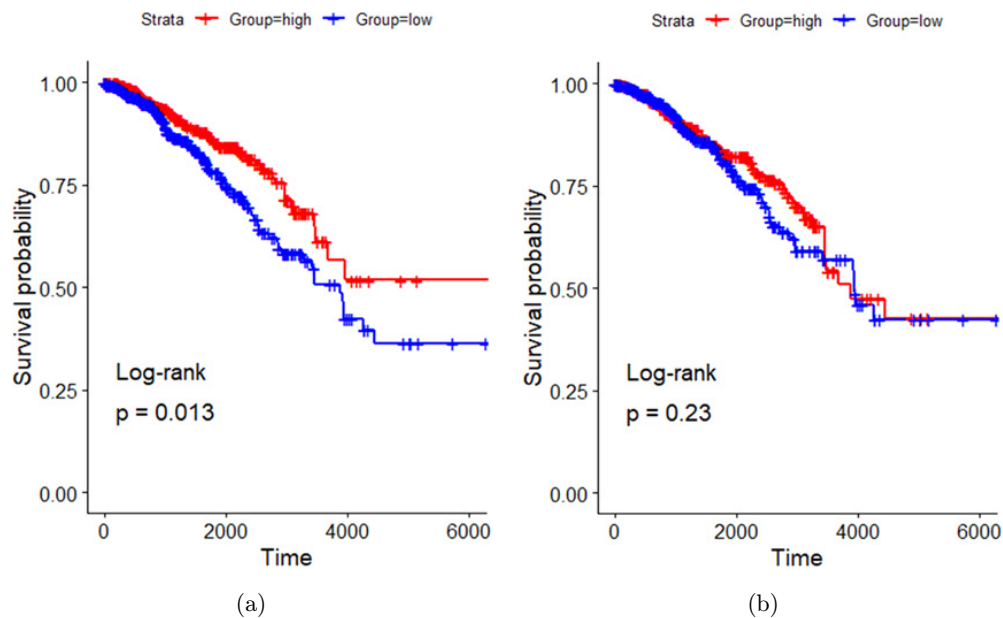 Strata Group=high Group=low
1.00
0.75
0.50
0.25
0.00
Survival probability
Log-rank
p = 0.013
0 2000 4000 6000
Time
(a)
Strata Group=high Group=low
1.00
0.75
0.50
0.25
0.00
Survival probability
Log-rank
p = 0.23
0 2000 4000 6000
Time
(b)